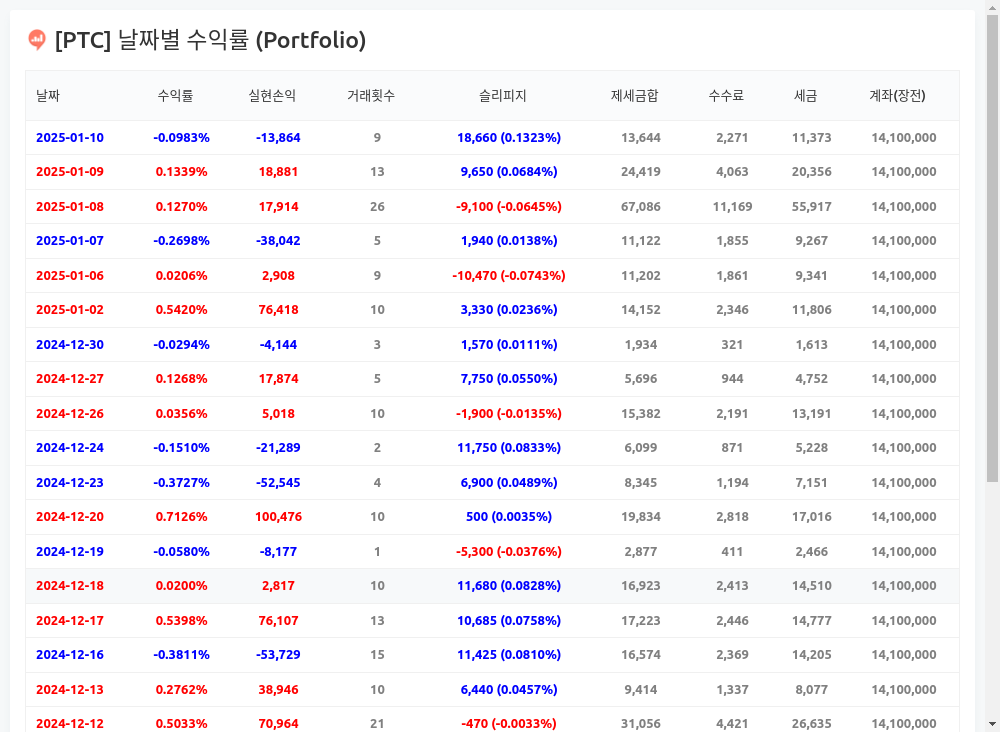 [PTC] 날짜별 수익률 (Portfolio)
날짜 수익률 실현손익 거래횟수 슬리피지 제세금합 수수료 세금 계좌(장전)
2025-01-10 -0.0983% -13,864 9 18,660 (0.1323%) 13,644 2,271 11,373 14,100,000
2025-01-09 0.1339% 18,881 13 9,650 (0.0684%) 24,419 4,063 20,356 14,100,000
2025-01-08 0.1270% 17,914 26 -9,100 (-0.0645%) 67,086 11,169 55,917 14,100,000
2025-01-07 -0.2698% -38,042 5 1,940 (0.0138%) 11,122 1,855 9,267 14,100,000
2025-01-06 0.0206% 2,908 9 -10,470 (-0.0743%) 11,202 1,861 9,341 14,100,000
2025-01-02 0.5420% 76,418 10 3,330 (0.0236%) 14,152 2,346 11,806 14,100,000
2024-12-30 -0.0294% -4,144 3 1,570 (0.0111%) 1,934 321 1,613 14,100,000
2024-12-27 0.1268% 17,874 5 7,750 (0.0550%) 5,696 944 4,752 14,100,000
2024-12-26 0.0356% 5,018 10 -1,900 (-0.0135%) 15,382 2,191 13,191 14,100,000
2024-12-24 -0.1510% -21,289 2 11,750 (0.0833%) 6,099 871 5,228 14,100,000
2024-12-23 -0.3727% -52,545 4 6,900 (0.0489%) 8,345 1,194 7,151 14,100,000
2024-12-20 0.7126% 100,476 10 500 (0.0035%) 19,834 2,818 17,016 14,100,000
2024-12-19 -0.0580% -8,177 1 -5,300 (-0.0376%) 2,877 411 2,466 14,100,000
2024-12-18 0.0200% 2,817 10 11,680 (0.0828%) 16,923 2,413 14,510 14,100,000
2024-12-17 0.5398% 76,107 13 10,685 (0.0758%) 17,223 2,446 14,777 14,100,000
2024-12-16 -0.3811% -53,729 15 11,425 (0.0810%) 16,574 2,369 14,205 14,100,000
2024-12-13 0.2762% 38,946 10 6,440 (0.0457%) 9,414 1,337 8,077 14,100,000
2024-12-12 0.5033% 70,964 21 -470 (-0.0033%) 31,056 4,421 26,635 14,100,000